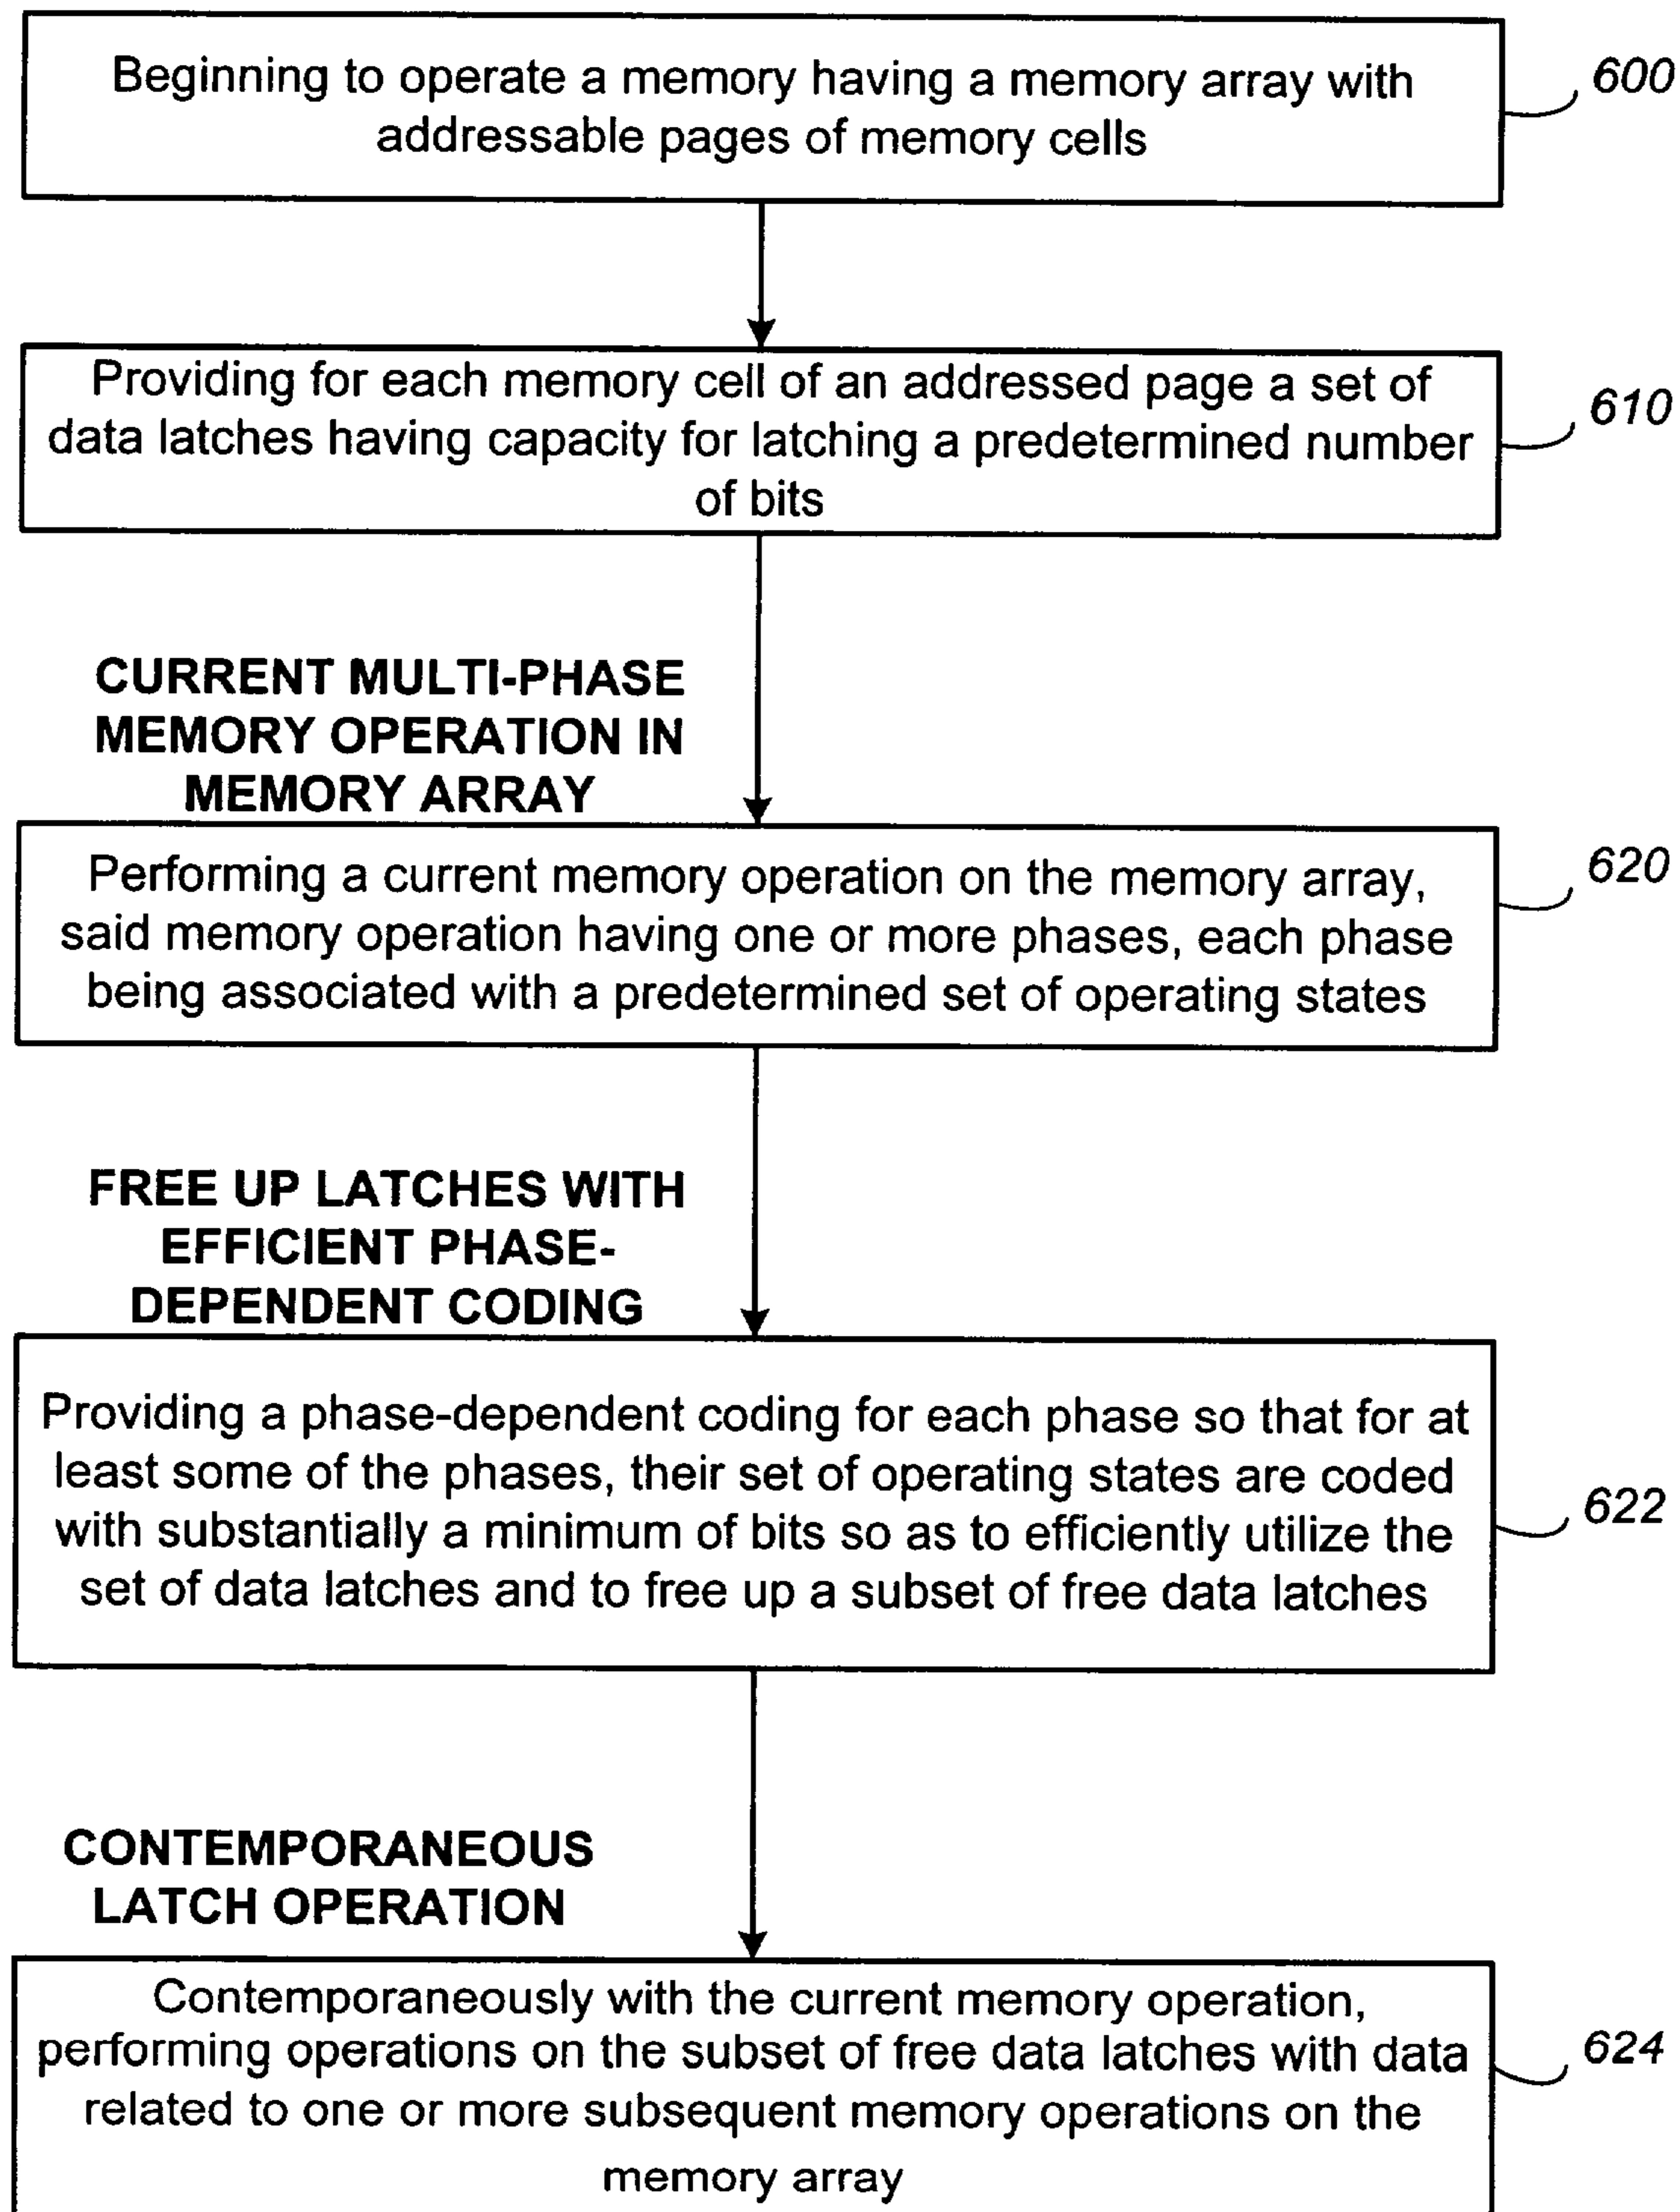 Beginning to operate a memory having a memory array with
addressable pages of memory cells
600
Providing for each memory cell of an addressed page a set of
data latches having capacity for latching a predetermined number
of bits
610
CURRENT MULTI-PHASE
MEMORY OPERATION IN
MEMORY ARRAY
Performing a current memory operation on the memory array,
said memory operation having one or more phases, each phase
being associated with a predetermined set of operating states
620
FREE UP LATCHES WITH
EFFICIENT PHASE-
DEPENDENT CODING
Providing a phase-dependent coding for each phase so that for at
least some of the phases, their set of operating states are coded
with substantially a minimum of bits so as to efficiently utilize the
set of data latches and to free up a subset of free data latches
622
CONTEMPORANEOUS
LATCH OPERATION
Contemporaneously with the current memory operation,
performing operations on the subset of free data latches with data
related to one or more subsequent memory operations on the
memory array
624